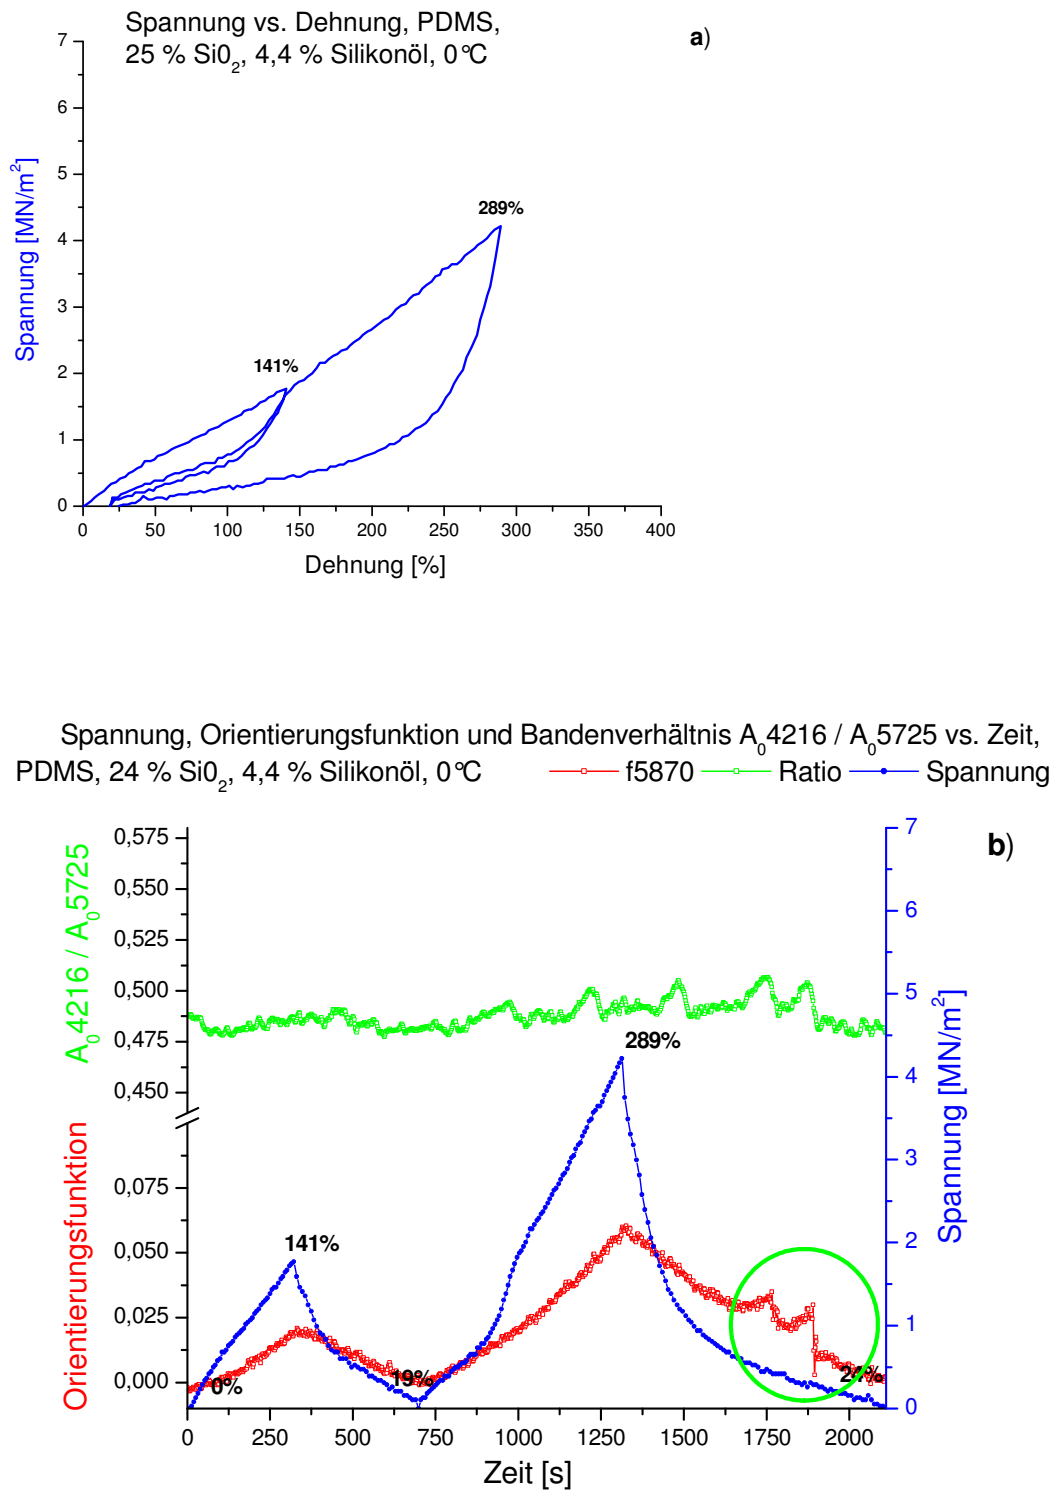 Spannung vs. Dehnung, PDMS,
25 % Si0₂, 4,4 % Silikonöl, 0°C
a)
Spannung [MN/m²]
7
6
5
4
3
2
1
0
289%
141%
0 50 100 150 200 250 300 350 400
Dehnung [%]
Spannung, Orientierungsfunktion und Bandenverhältnis A₀4216 / A₀5725 vs. Zeit,
PDMS, 24 % Si0₂, 4,4 % Silikonöl, 0°C f5870 Ratio Spannung
b)
A₀4216 / A₀5725
Orientierungsfunktion
0,575
0,550
0,525
0,500
0,475
0,450
0,075
0,050
0,025
0,000
289%
141%
0%
19%
24%
7
6
5
4
3
2
1
0
Spannung [MN/m²]
0 250 500 750 1000 1250 1500 1750 2000
Zeit [s]